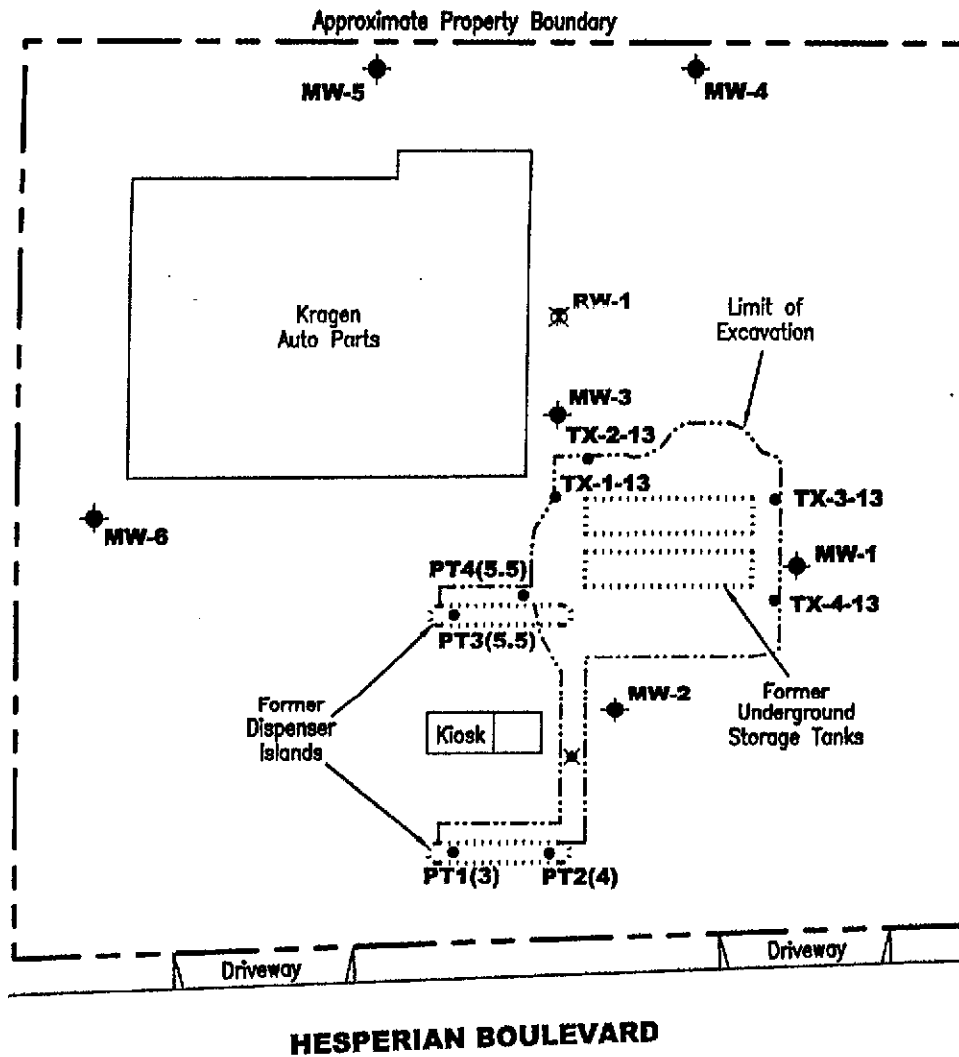 Approximate Property Boundary
MW-5
MW-4
RW-1
Kragen
Auto Parts
Limit of
Excavation
MW-3
TX-2-13
TX-1-13
TX-3-13
MW-6
MW-1
PT4(5.5)
TX-4-13
PT3(5.5)
MW-2
Former
Dispenser
Islands
Former
Underground
Storage Tanks
Kiosk
PT1(3)
PT2(4)
Driveway
Driveway
HESPERIAN BOULEVARD